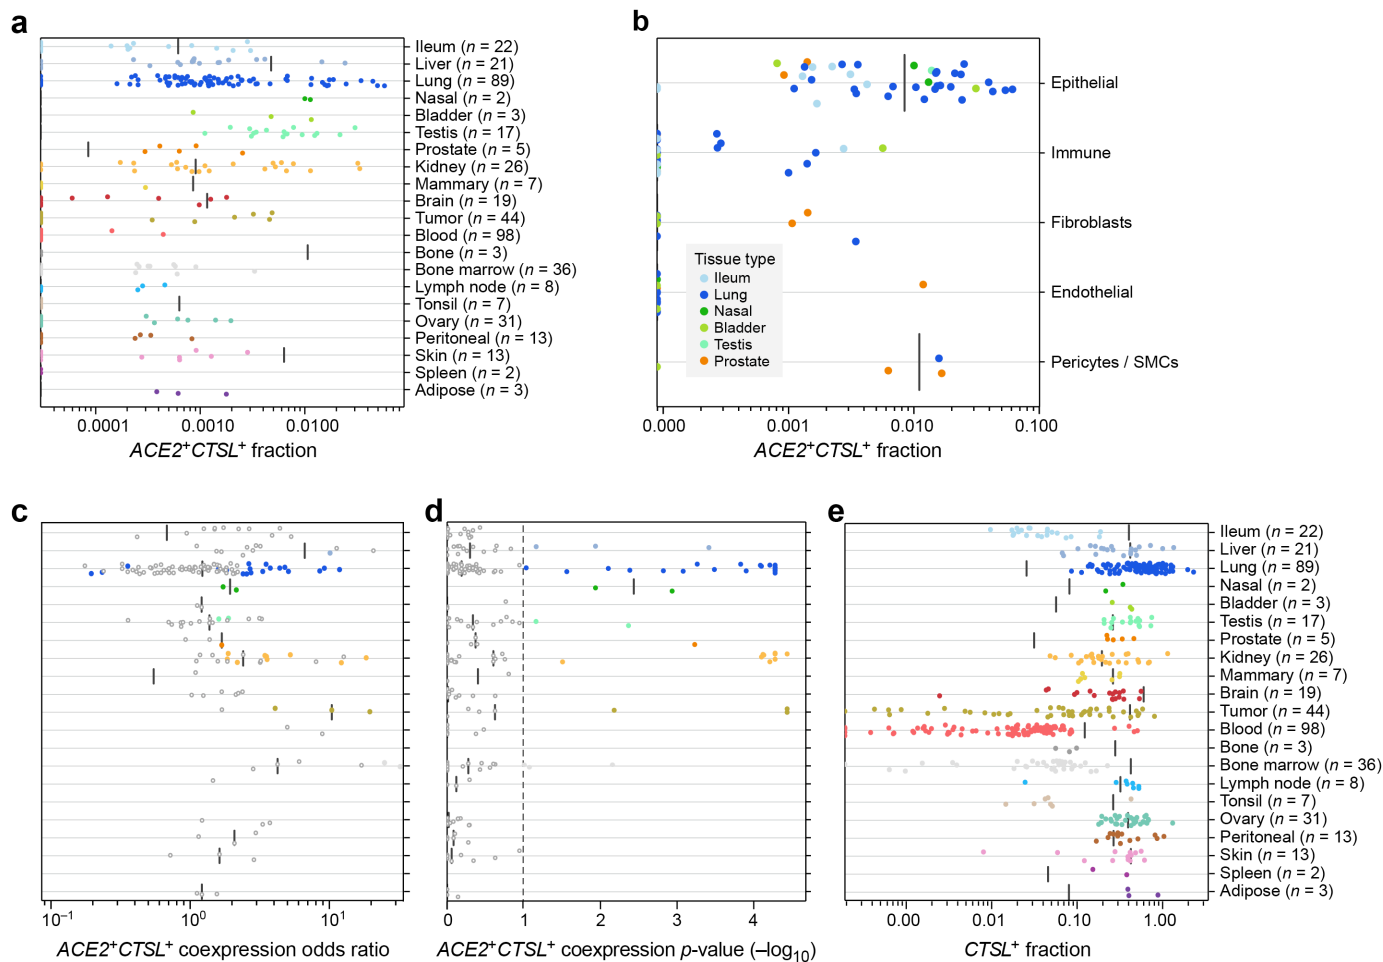 a
Ileum (n = 22)
Liver (n = 21)
Lung (n = 89)
Nasal (n = 2)
Bladder (n = 3)
Testis (n = 17)
Prostate (n = 5)
Kidney (n = 26)
Mammary (n = 7)
Brain (n = 19)
Tumor (n = 44)
Blood (n = 98)
Bone (n = 3)
Bone marrow (n = 36)
Lymph node (n = 8)
Tonsil (n = 7)
Ovary (n = 31)
Peritoneal (n = 13)
Skin (n = 13)
Spleen (n = 2)
Adipose (n = 3)
0.0001 0.0010 0.0100
ACE2⁺CTSL⁺ fraction
b
Epithelial
Immune
Fibroblasts
Endothelial
Pericytes / SMCs
Tissue type
Ileum
Lung
Nasal
Bladder
Testis
Prostate
0.000 0.001 0.010 0.100
ACE2⁺CTSL⁺ fraction
c
10⁻¹ 10⁰ 10¹
ACE2⁺CTSL⁺ coexpression odds ratio
d
0 1 2 3 4
ACE2⁺CTSL⁺ coexpression p-value (–log₁₀)
e
Ileum (n = 22)
Liver (n = 21)
Lung (n = 89)
Nasal (n = 2)
Bladder (n = 3)
Testis (n = 17)
Prostate (n = 5)
Kidney (n = 26)
Mammary (n = 7)
Brain (n = 19)
Tumor (n = 44)
Blood (n = 98)
Bone (n = 3)
Bone marrow (n = 36)
Lymph node (n = 8)
Tonsil (n = 7)
Ovary (n = 31)
Peritoneal (n = 13)
Skin (n = 13)
Spleen (n = 2)
Adipose (n = 3)
0.00 0.01 0.10 1.00
CTSL⁺ fraction